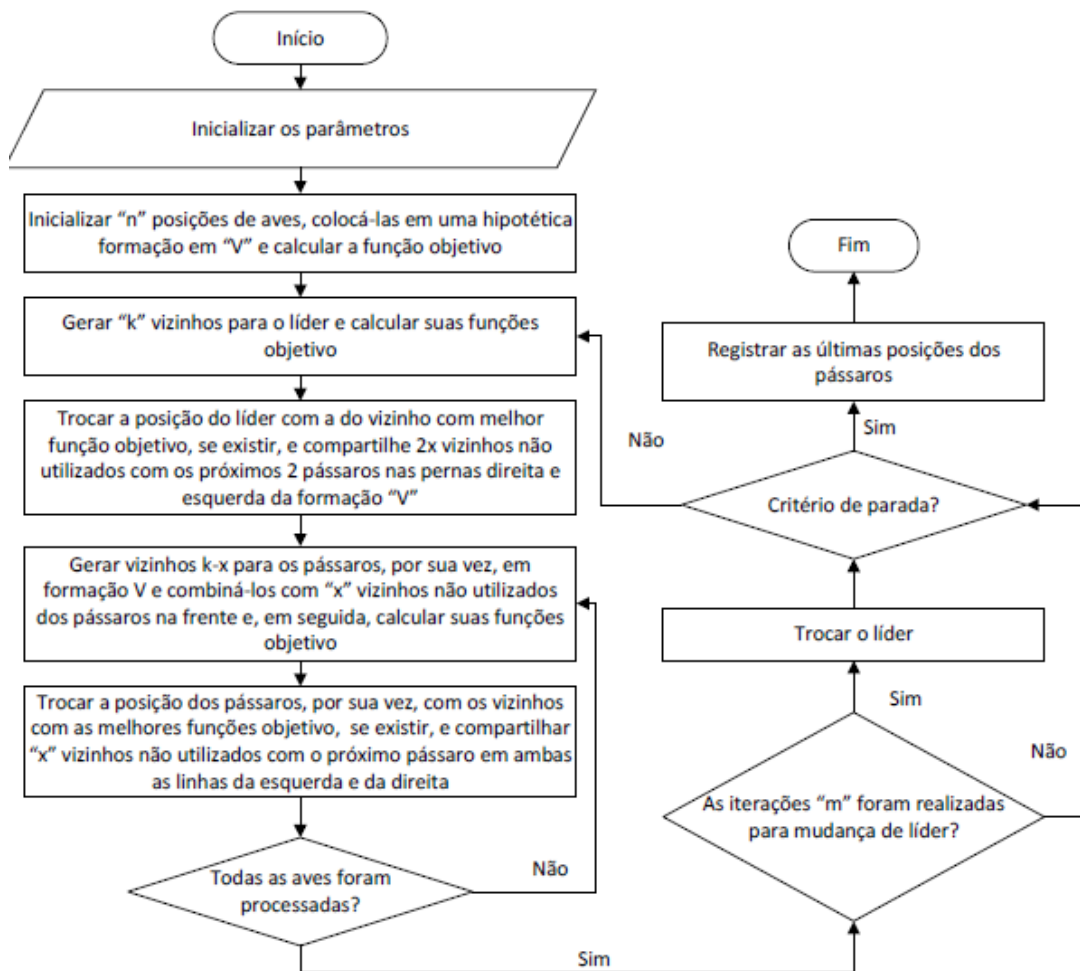 Início
Inicializar os parâmetros
Inicializar “n” posições de aves, colocá-las em uma hipotética
formação em “V” e calcular a função objetivo
Gerar “k” vizinhos para o líder e calcular suas funções
objetivo
Trocar a posição do líder com a do vizinho com melhor
função objetivo, se existir, e compartilhe 2x vizinhos não
utilizados com os próximos 2 pássaros nas pernas direita e
esquerda da formação “V”
Gerar vizinhos k-x para os pássaros, por sua vez, em
formação V e combiná-los com “x” vizinhos não utilizados
dos pássaros na frente e, em seguida, calcular suas funções
objetivo
Trocar a posição dos pássaros, por sua vez, com os vizinhos
com as melhores funções objetivo, se existir, e compartilhar
“x” vizinhos não utilizados com o próximo pássaro em ambas
as linhas da esquerda e da direita
Todas as aves foram
processadas?
Não
Sim
As iterações “m” foram realizadas
para mudança de líder?
Não
Sim
Trocar o líder
Critério de parada?
Não
Sim
Registrar as últimas posições dos
pássaros
Fim